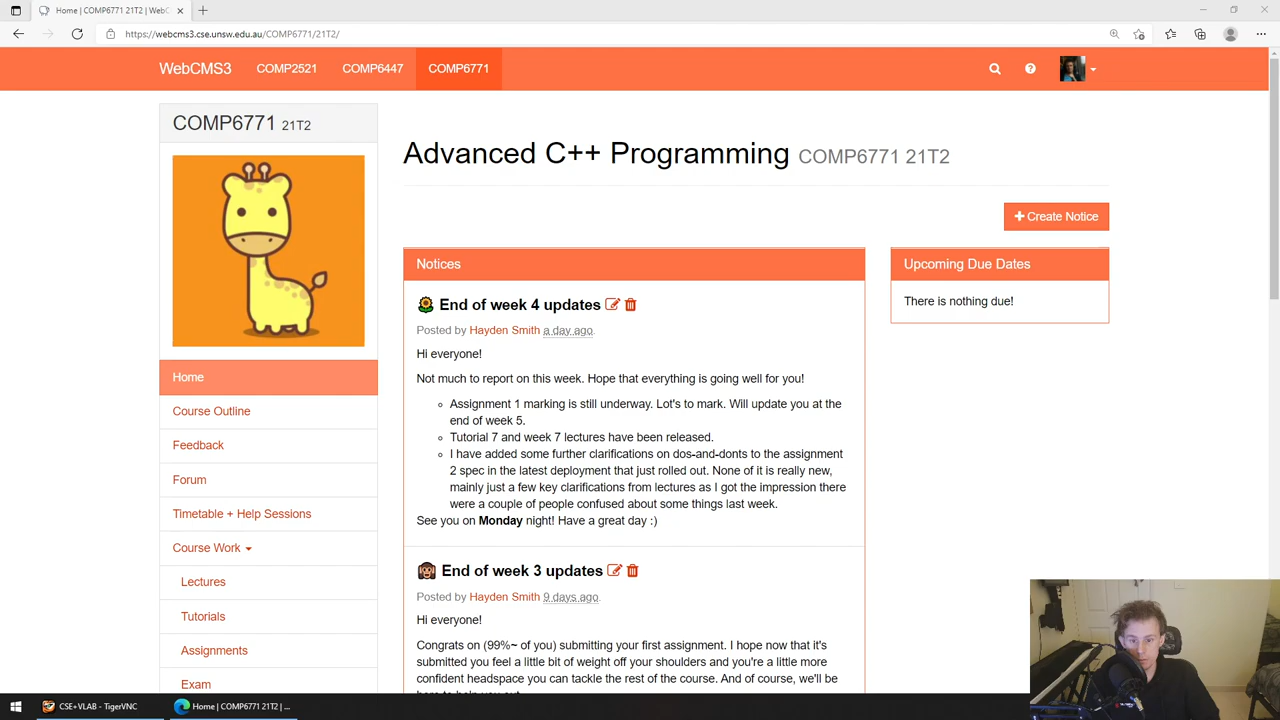 Home | COMP6771 21T2 | WebC
https://webcms3.cse.unsw.edu.au/COMP6771/21T2/
WebCMS3 COMP2521 COMP6447 COMP6771
COMP6771 21T2
Advanced C++ Programming COMP6771 21T2
Create Notice
Notices
Upcoming Due Dates
There is nothing due!
End of week 4 updates
Posted by Hayden Smith a day ago.
Hi everyone!
Not much to report on this week. Hope that everything is going well for you!
Assignment 1 marking is still underway. Lot's to mark. Will update you at the
end of week 5.
Tutorial 7 and week 7 lectures have been released.
I have added some further clarifications on dos-and-donts to the assignment
2 spec in the latest deployment that just rolled out. None of it is really new,
mainly just a few key clarifications from lectures as I got the impression there
were a couple of people confused about some things last week.
See you on Monday night! Have a great day :)
End of week 3 updates
Posted by Hayden Smith 9 days ago.
Hi everyone!
Congrats on (99%~ of you) submitting your first assignment. I hope now that it's
submitted you feel a little bit of weight off your shoulders and you're a little more
confident headspace you can tackle the rest of the course. And of course, we'll be
here to help you out.
Home
Course Outline
Feedback
Forum
Timetable + Help Sessions
Course Work
Lectures
Tutorials
Assignments
Exam
CSE+VLAB - TigerVNC
Home | COMP6771 21T2 | ...